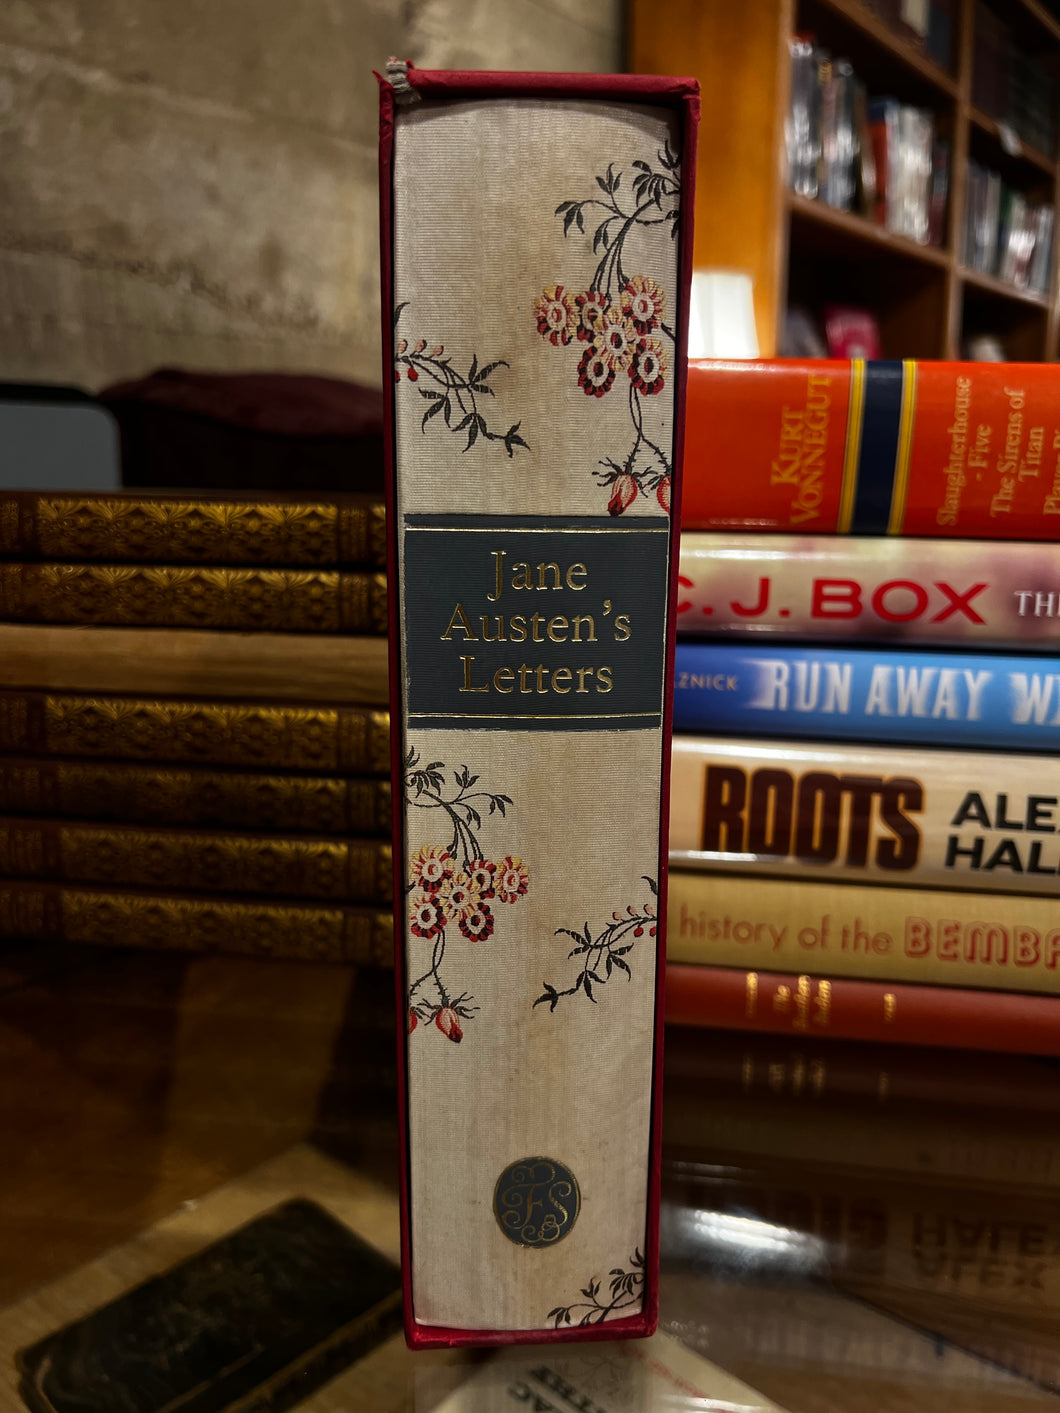 Jane
Austen's
Letters
FS
KURT
VONNEGUT
Slaughterhouse
- Five
The Sirens of
Titan
C. J. BOX
RUN AWAY
ROOTS
ALE
HAL
history of the BEMBA